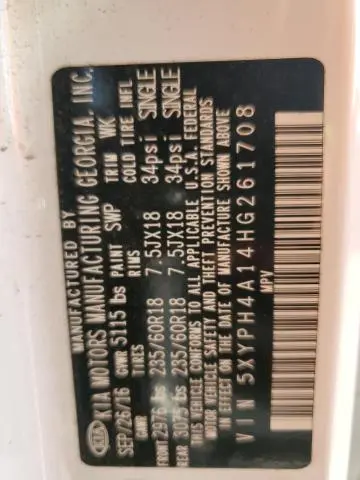 MANUFACTURED BY
KIA KIA MOTORS MANUFACTURING GEORGIA, INC.
SEP/26/16 GVWR 5115 lbs PAINT SWP TRIM WK
GAWR TIRES RIMS COLD TIRE INFL
FRONT 2976 lbs 235/60R18 7.5JX18 34psi SINGLE
REAR 3075 lbs 235/60R18 7.5JX18 34psi SINGLE
THIS VEHICLE CONFORMS TO ALL APPLICABLE U.S.A. FEDERAL
MOTOR VEHICLE SAFETY AND THEFT PREVENTION STANDARDS
IN EFFECT ON THE DATE OF MANUFACTURE SHOWN ABOVE
VIN 5XYPH4A14HG261708
MPV